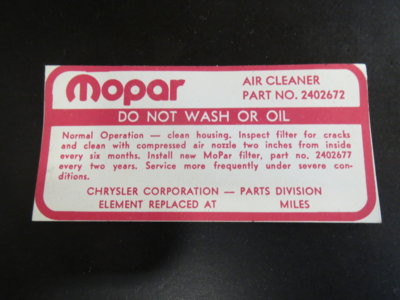 Mopar
AIR CLEANER
PART NO. 2402672
DO NOT WASH OR OIL
Normal Operation — clean housing. Inspect filter for cracks
and clean with compressed air nozzle two inches from inside
every six months. Install new MoPar filter, part no. 2402677
every two years. Service more frequently under severe con-
ditions.
CHRYSLER CORPORATION — PARTS DIVISION
ELEMENT REPLACED AT MILES